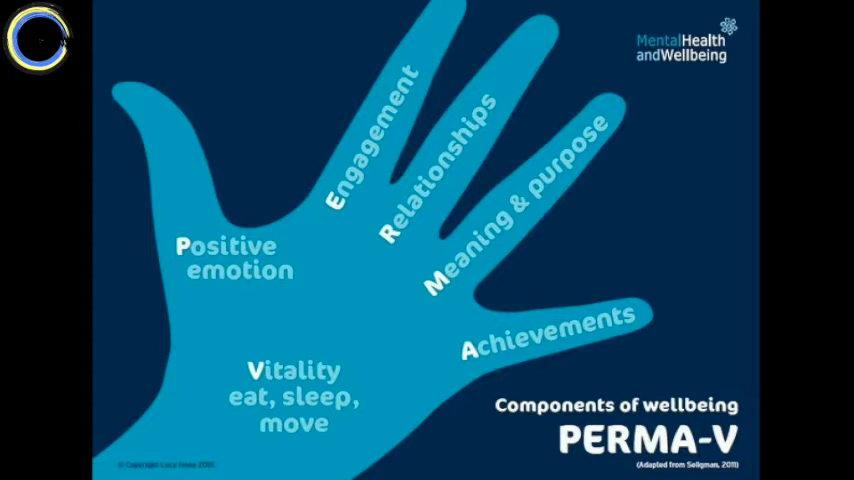 MentalHealth
andWellbeing
Engagement
Relationships
Meaning & purpose
Positive
emotion
Achievements
Vitality
eat, sleep,
move
Components of wellbeing
PERMA-V
(Adapted from Seligman, 2011)
© Copyright